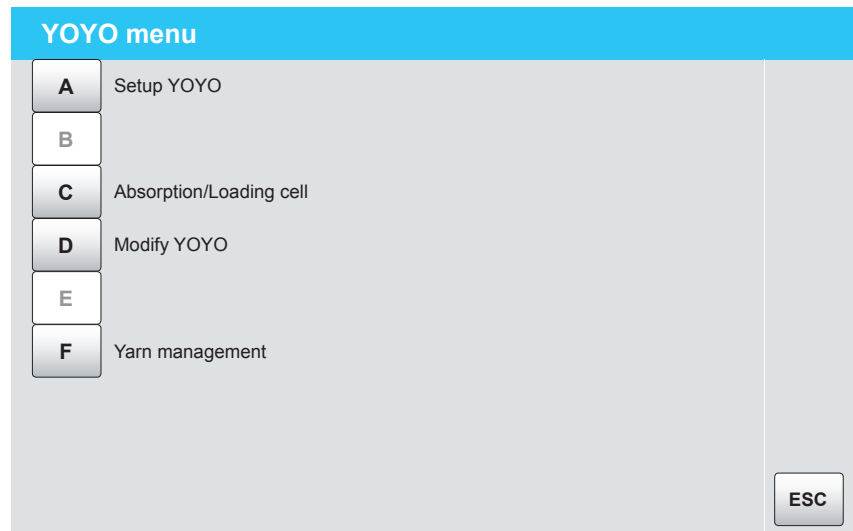 YOYO menu
A Setup YOYO
B
C Absorption/Loading cell
D Modify YOYO
E
F Yarn management
ESC